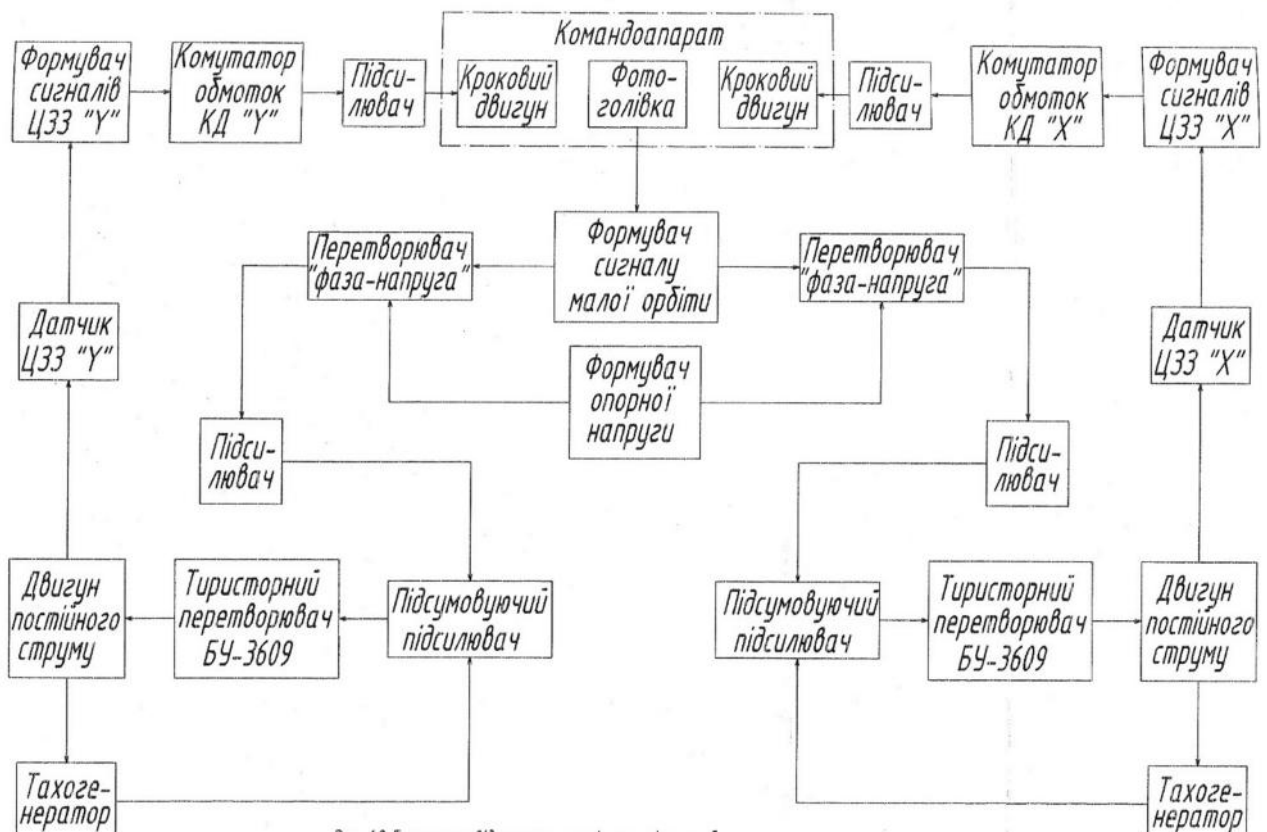 Командоапарат
Формувач
сигналів
ЦЗЗ "Y"
Комутатор
обмоток
КД "Y"
Підси-
лювач
Кроковий
двигун
Фото-
голівка
Кроковий
двигун
Підси-
лювач
Комутатор
обмоток
КД "X"
Формувач
сигналів
ЦЗЗ "X"
Перетворювач
"фаза-напруга"
Формувач
сигналу
малої орбіти
Перетворювач
"фаза-напруга"
Датчик
ЦЗЗ "Y"
Формувач
опорної
напруги
Датчик
ЦЗЗ "X"
Підси-
лювач
Підси-
лювач
Двигун
постійного
струму
Тиристорний
перетворювач
БУ-3609
Підсумовуючий
підсилювач
Підсумовуючий
підсилювач
Тиристорний
перетворювач
БУ-3609
Двигун
постійного
струму
Тахоге-
нератор
Тахоге-
нератор